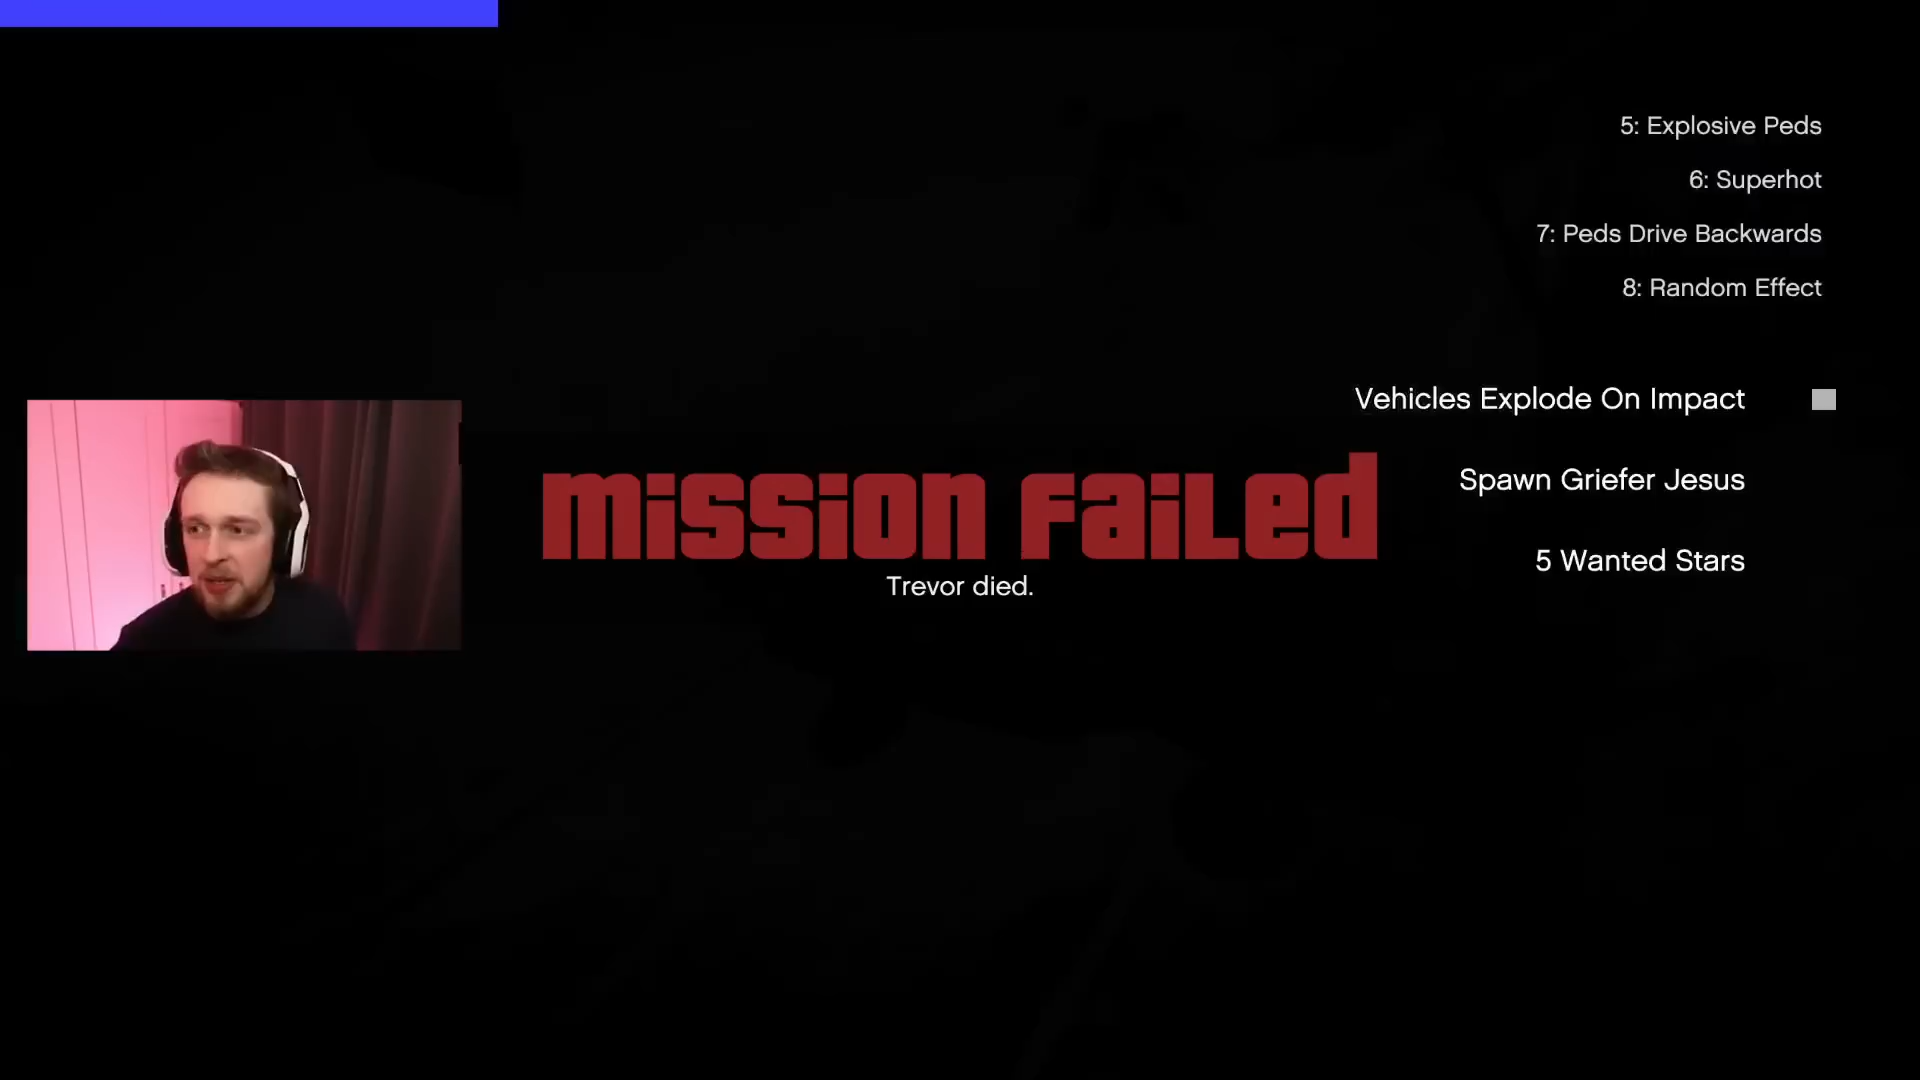 5: Explosive Peds
6: Superhot
7: Peds Drive Backwards
8: Random Effect
Vehicles Explode On Impact
Spawn Griefer Jesus
5 Wanted Stars
mission failed
Trevor died.